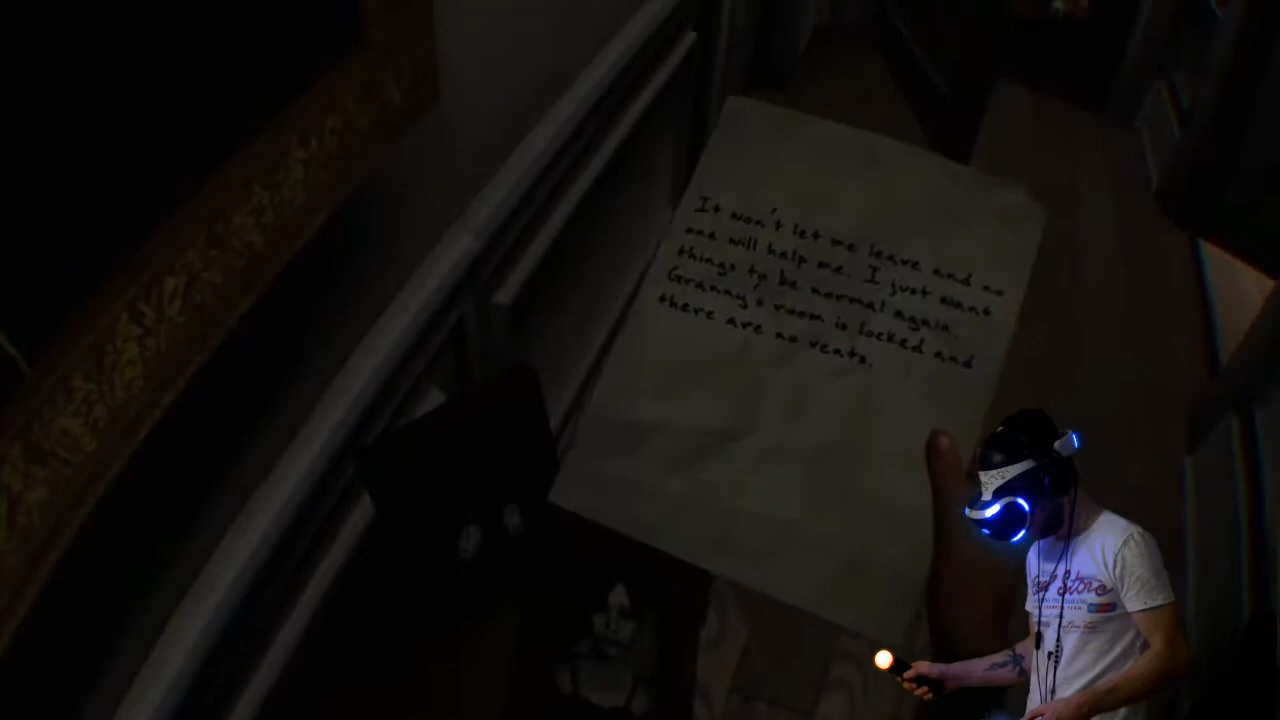 It won't let me leave and no
one will help me. I just want
things to be normal again.
Granny's room is locked and
there are no vents.
Store